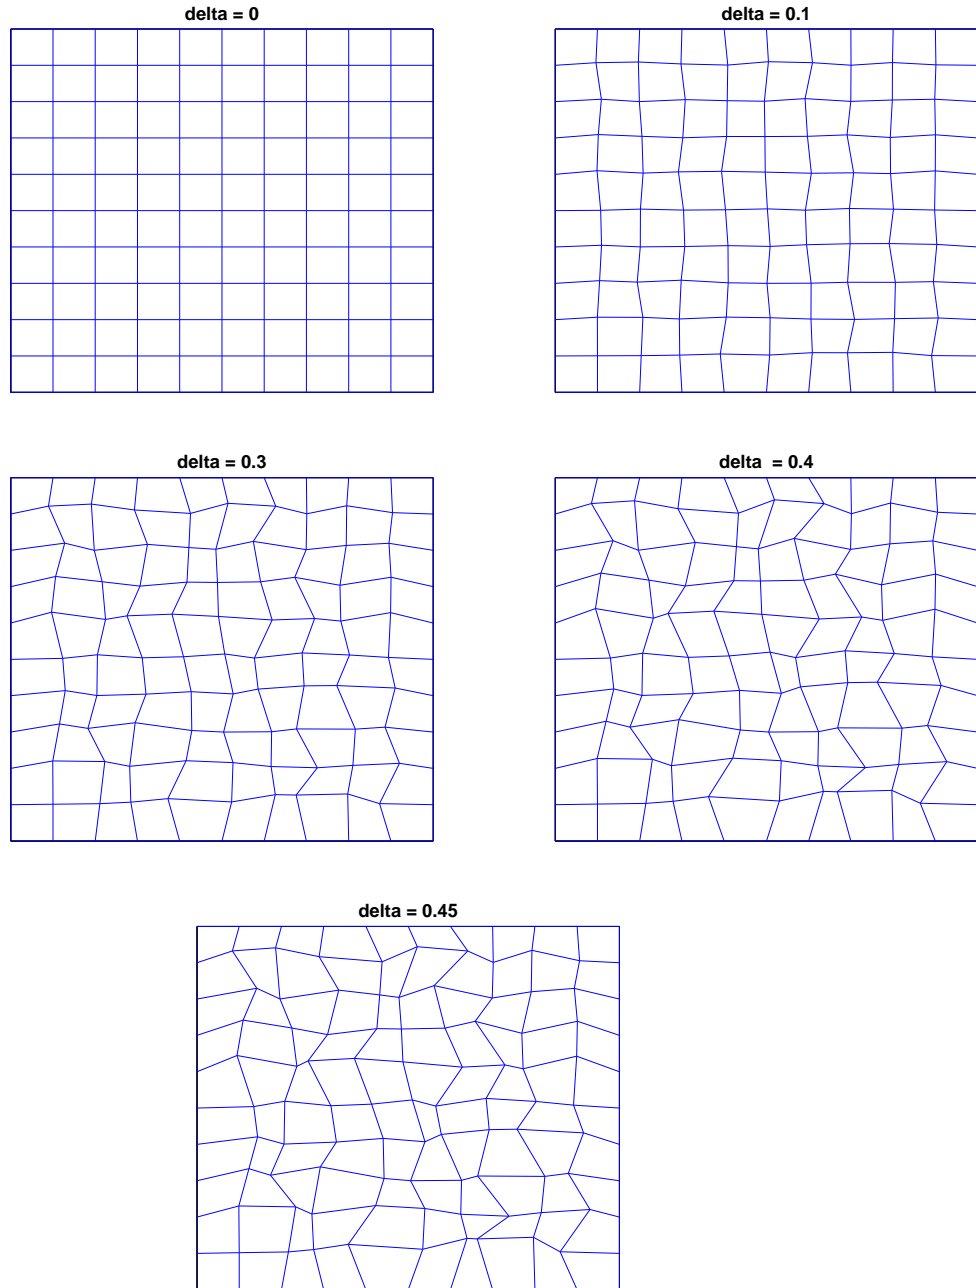 delta = 0
delta = 0.1
delta = 0.3
delta  = 0.4
delta = 0.45